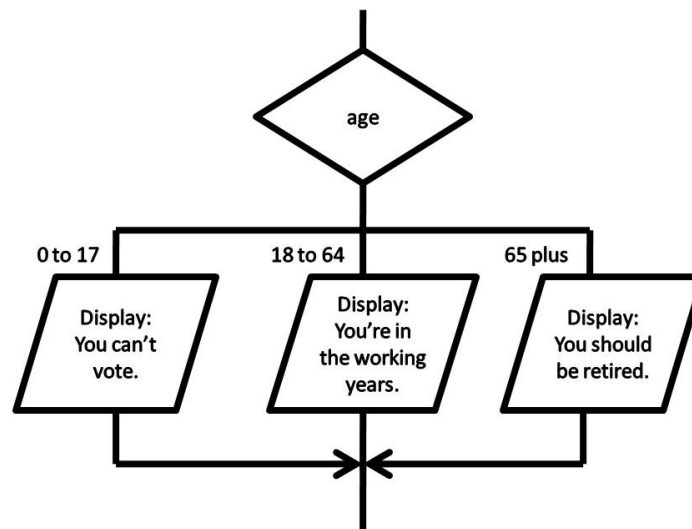 age
0 to 17
18 to 64
65 plus
Display:
You can’t
vote.
Display:
You’re in
the working
years.
Display:
You should
be retired.